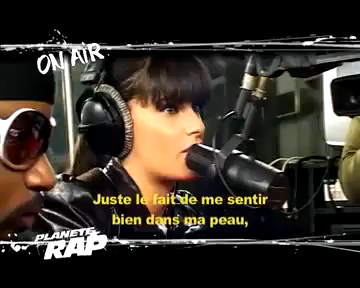 ON AIR
Juste le fait de me sentir
bien dans ma peau,
PLANETE
RAP